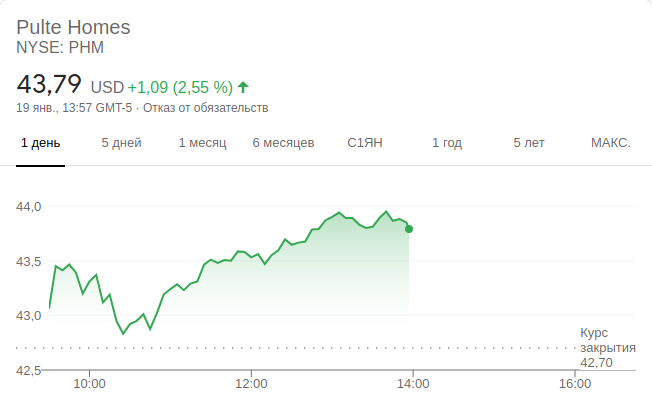 Pulte Homes
NYSE: PHM
43,79 USD +1,09 (2,55 %)
19 янв., 13:57 GMT-5 · Отказ от обязательств
1 день 5 дней 1 месяц 6 месяцев С1ЯН 1 год 5 лет МАКС.
44,0
43,5
43,0
Курс
закрытия
42,70
42,5
10:00 12:00 14:00 16:00